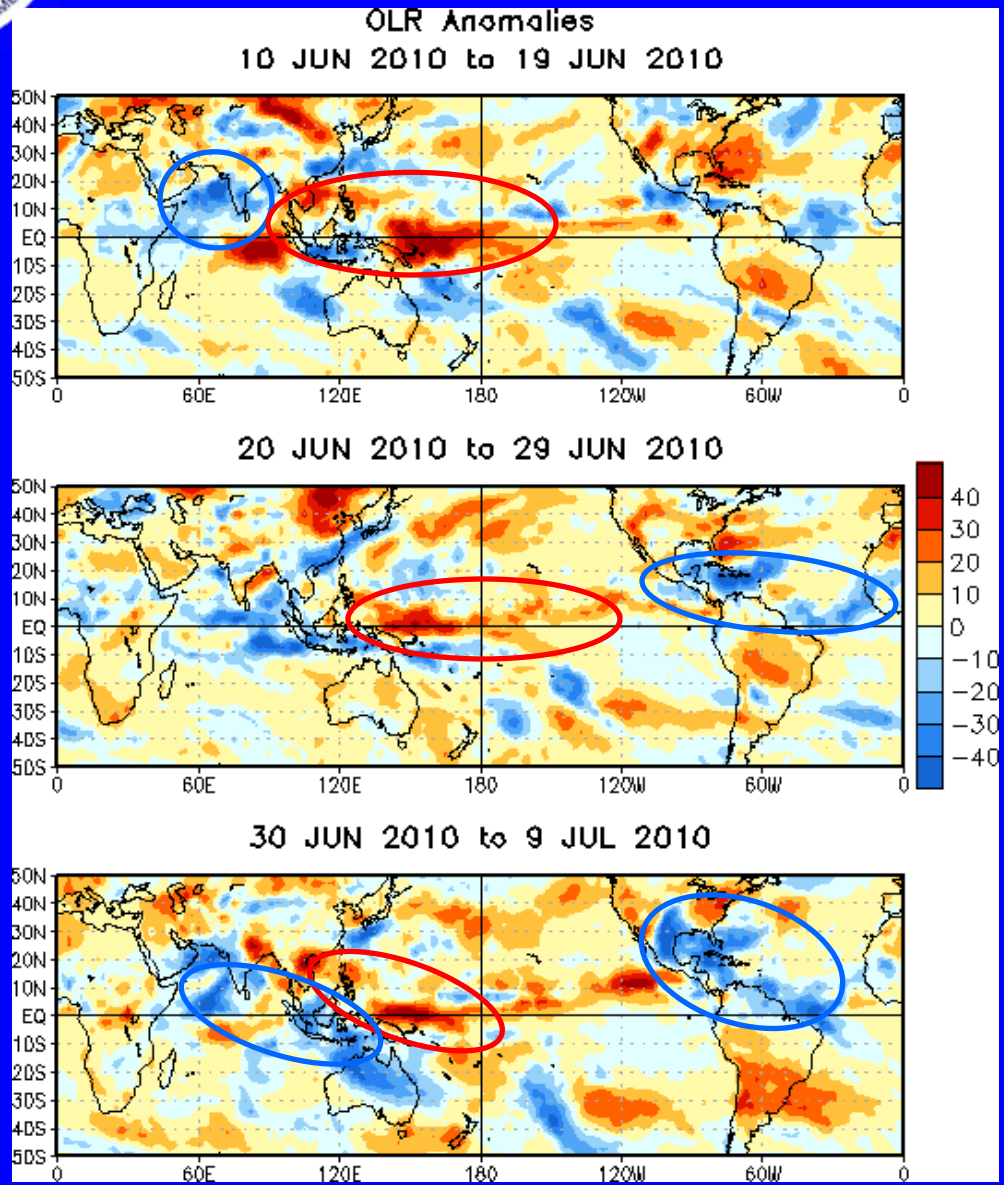 OLR Anomalies
10 JUN 2010 to 19 JUN 2010
50N
40N
30N
20N
10N
EQ
10S
20S
30S
40S
50S
0 60E 120E 180 120W 60W 0
20 JUN 2010 to 29 JUN 2010
50N
40N
30N
20N
10N
EQ
10S
20S
30S
40S
50S
0 60E 120E 180 120W 60W 0
40
30
20
10
0
−10
−20
−30
−40
30 JUN 2010 to 9 JUL 2010
50N
40N
30N
20N
10N
EQ
10S
20S
30S
40S
50S
0 60E 120E 180 120W 60W 0